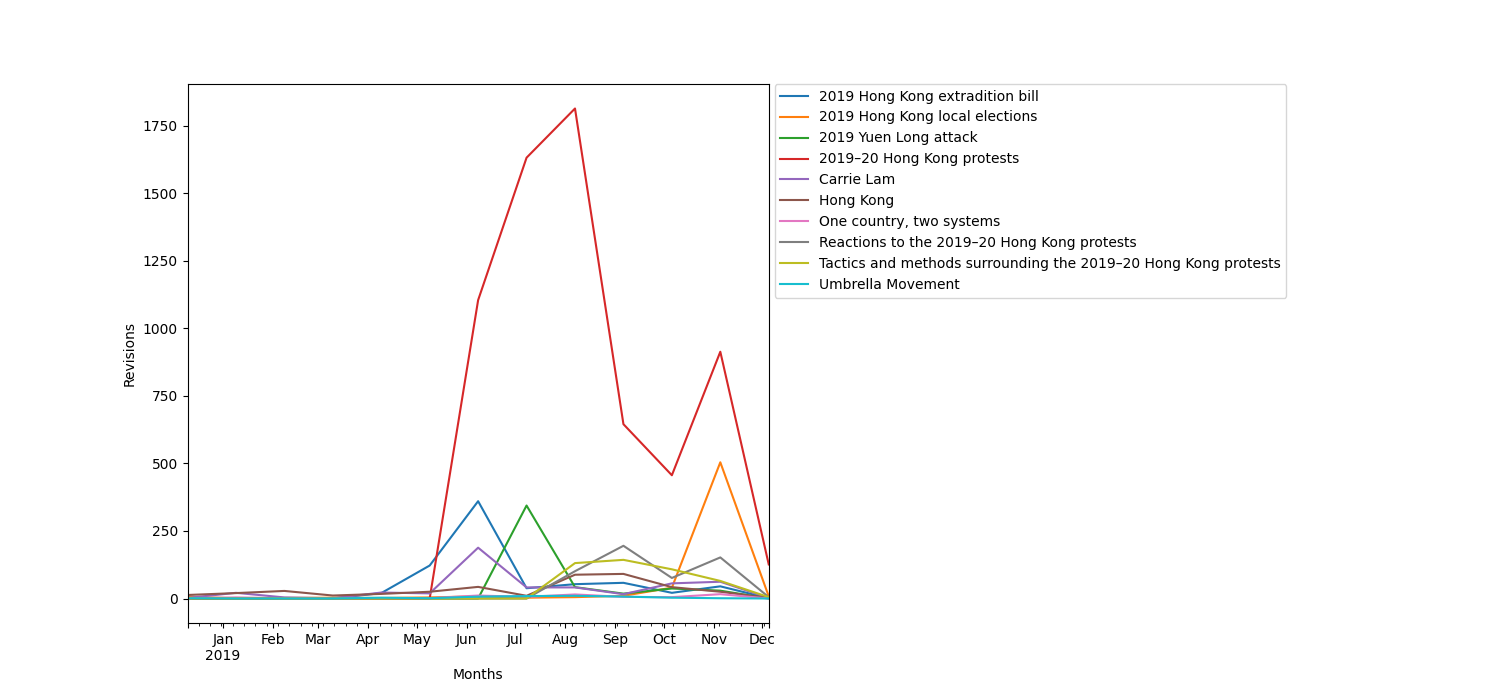 2019 Hong Kong extradition bill
2019 Hong Kong local elections
2019 Yuen Long attack
2019–20 Hong Kong protests
Carrie Lam
Hong Kong
One country, two systems
Reactions to the 2019–20 Hong Kong protests
Tactics and methods surrounding the 2019–20 Hong Kong protests
Umbrella Movement
1750
1500
1250
1000
750
500
250
0
Revisions
Jan Feb Mar Apr May Jun Jul Aug Sep Oct Nov Dec
2019
Months